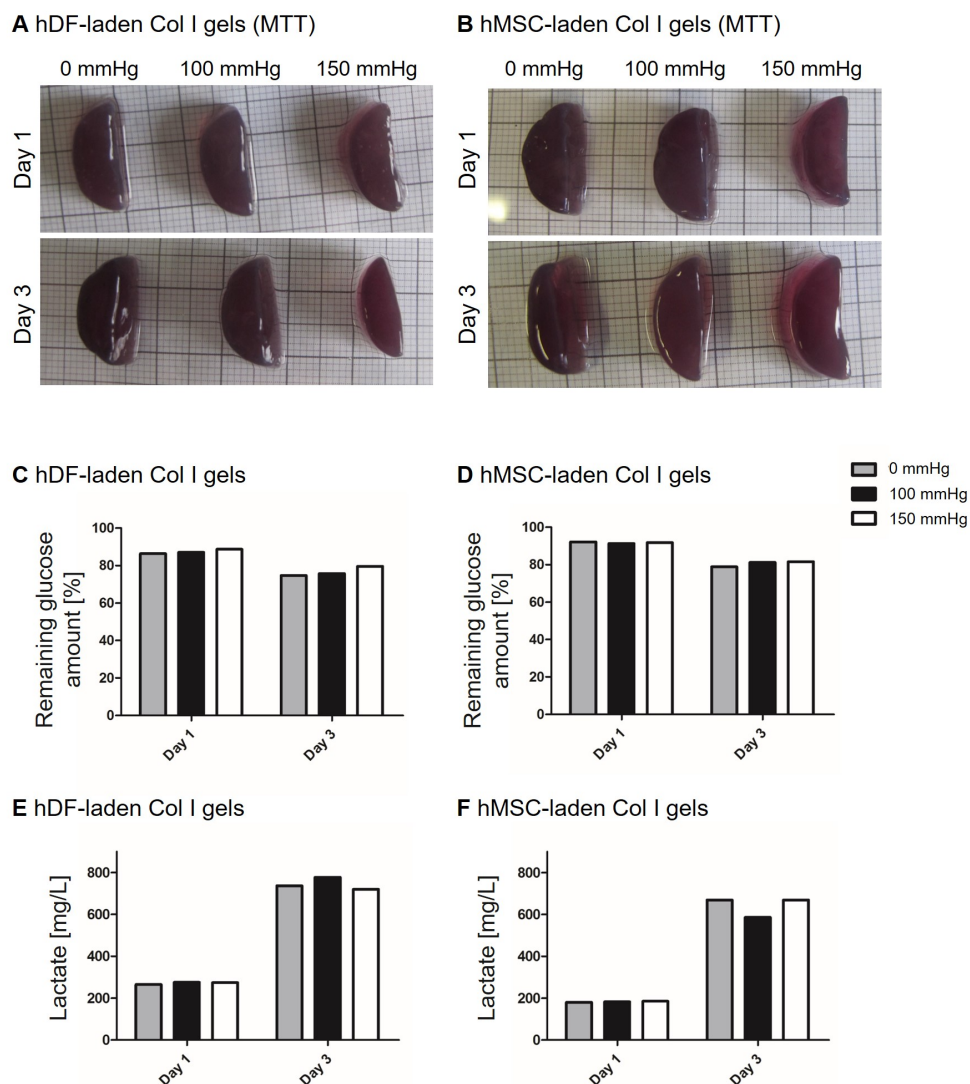 A hDF-laden Col I gels (MTT)
0 mmHg 100 mmHg 150 mmHg
Day 1
Day 3
B hMSC-laden Col I gels (MTT)
0 mmHg 100 mmHg 150 mmHg
Day 1
Day 3
C hDF-laden Col I gels
Remaining glucose
amount [%]
100
80
60
40
20
0
Day 1
Day 3
D hMSC-laden Col I gels
Remaining glucose
amount [%]
100
80
60
40
20
0
Day 1
Day 3
0 mmHg
100 mmHg
150 mmHg
E hDF-laden Col I gels
Lactate [mg/L]
800
600
400
200
0
Day 1
Day 3
F hMSC-laden Col I gels
Lactate [mg/L]
800
600
400
200
0
Day 1
Day 3